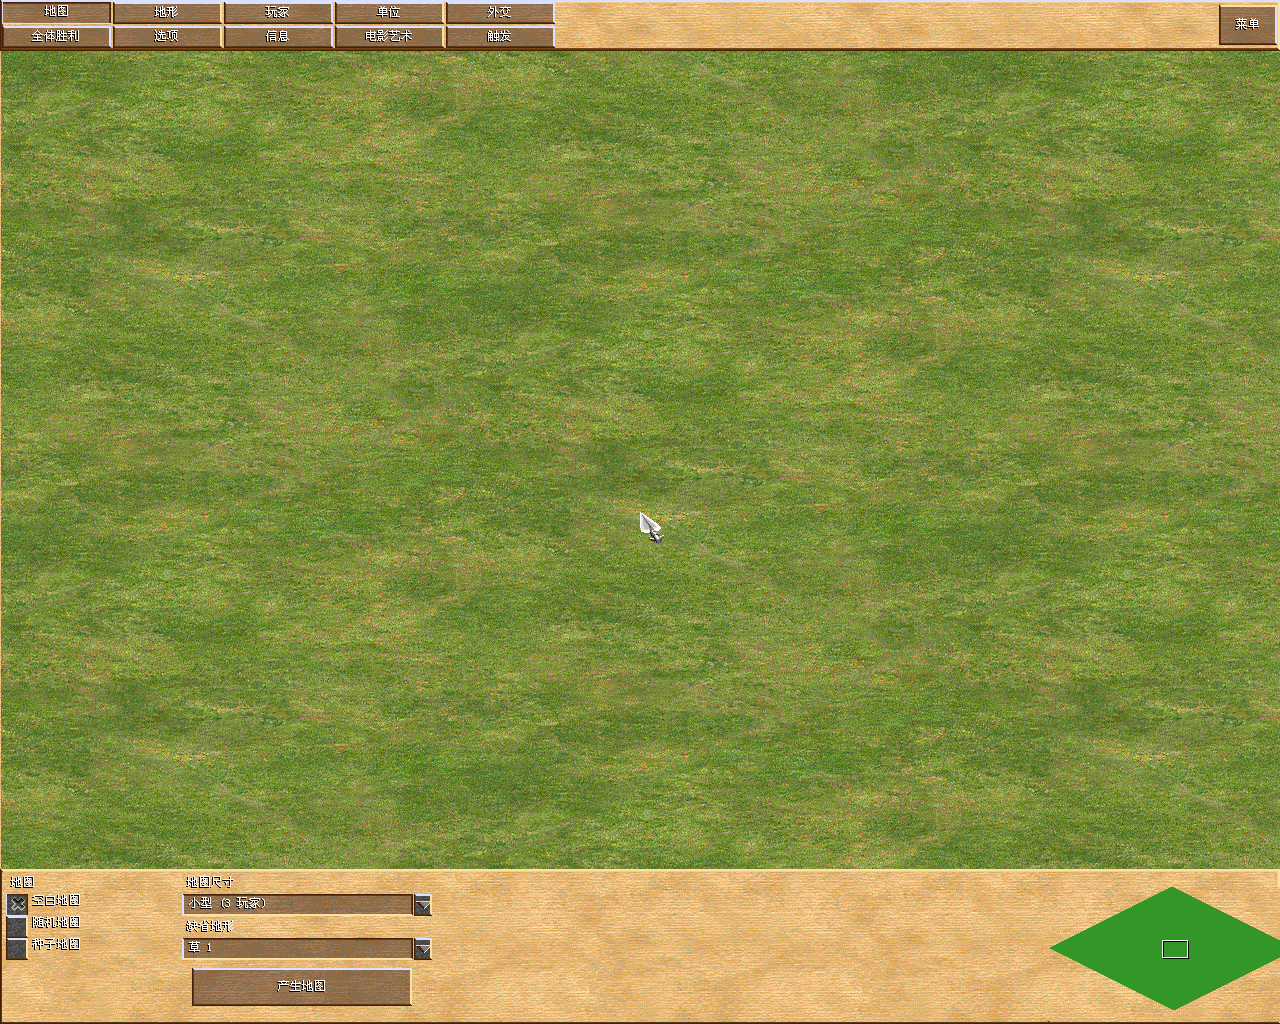 地图 地形 玩家 单位 外交
全体胜利 选项 信息 电影艺术 触发
菜单
地图
空白地图
随机地图
种子地图
地图尺寸
小型 (3 玩家)
缺省地形
草 1
产生地图